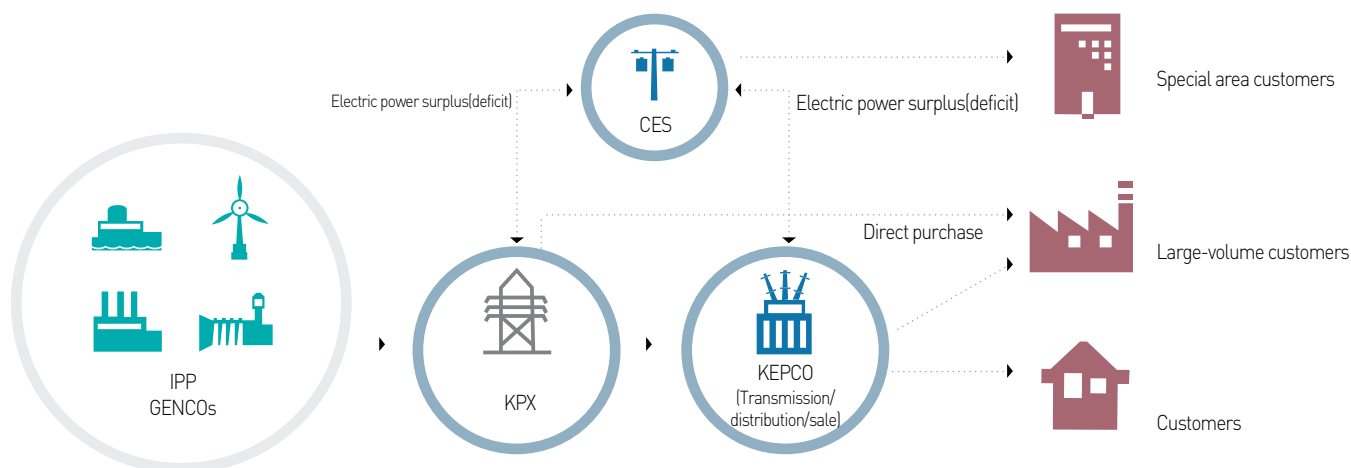 Special area customers
Electric power surplus(deficit)
Electric power surplus(deficit)
CES
Direct purchase
Large-volume customers
IPP
GENCOs
KPX
KEPCO
(Transmission/
distribution/sale)
Customers